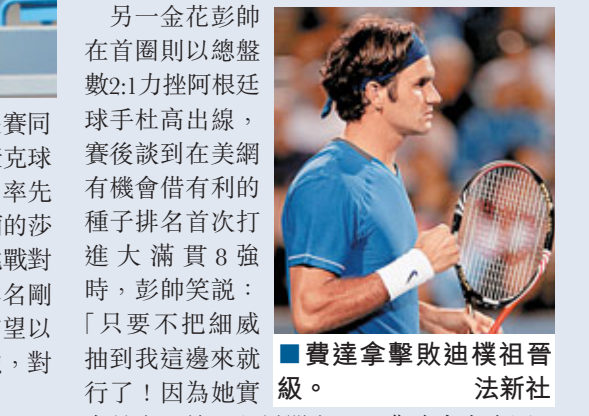 賽同
克球
率先
的莎
戰對
名剛
望以
，對
另一金花彭帥
在首圈則以總盤
數2:1力挫阿根廷
球手杜高出線，
賽後談到在美網
有機會借有利的
種子排名首次打
進大滿貫8強
時，彭帥笑說：
「只要不把細威
抽到我這邊來就
行了！因為她實
■費達拿擊敗迪樸祖晉
級。 法新社